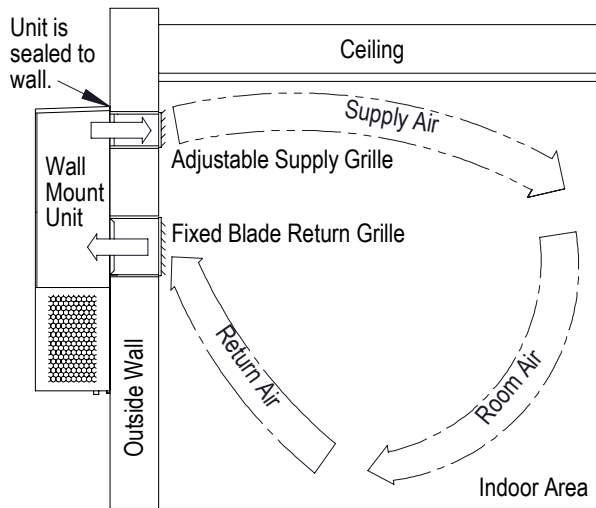 Unit is
sealed to
wall.
Ceiling
Supply Air
Adjustable Supply Grille
Wall
Mount
Unit
Fixed Blade Return Grille
Return Air
Room Air
Outside Wall
Indoor Area